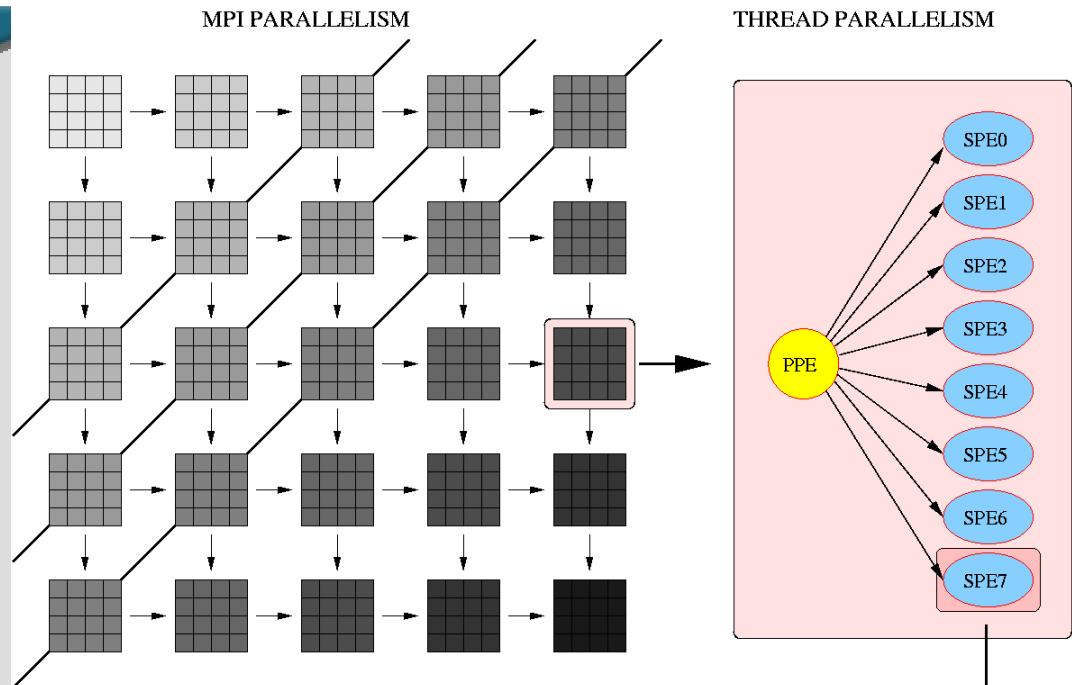 MPI PARALLELISM
THREAD PARALLELISM
SPE0
SPE1
SPE2
SPE3
PPE
SPE4
SPE5
SPE6
SPE7